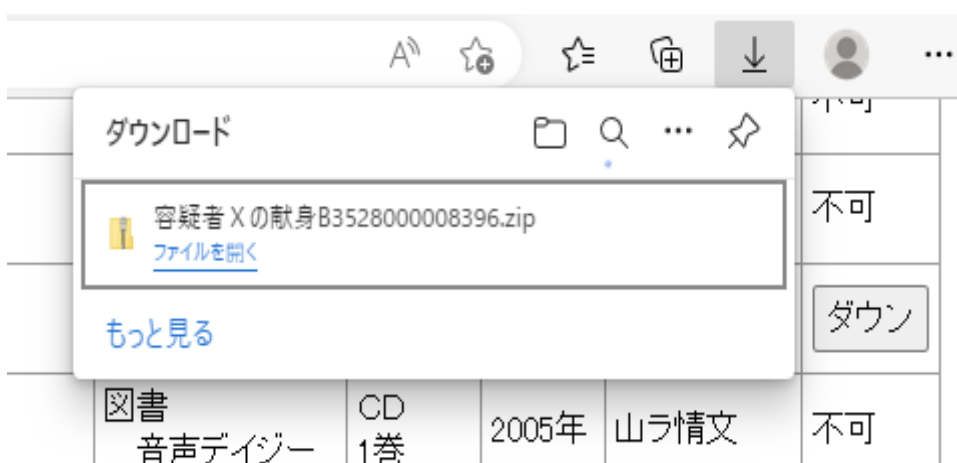 不可
ダウンロード
容疑者Xの献身B3528000008396.zip
ファイルを開く
不可
もっと見る
ダウン
図書
音声デイジー
CD
1巻
2005年
山ラ情文
不可